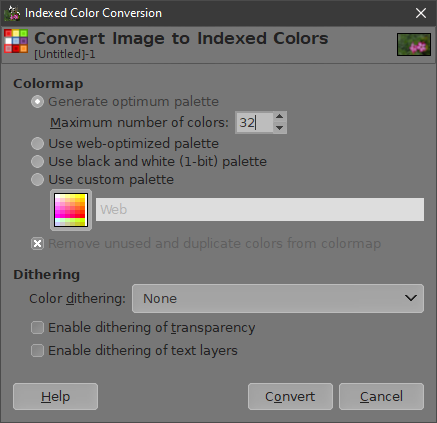 Indexed Color Conversion
Convert Image to Indexed Colors
[Untitled]-1
Colormap
Generate optimum palette
Maximum number of colors: 32
Use web-optimized palette
Use black and white (1-bit) palette
Use custom palette
Web
Remove unused and duplicate colors from colormap
Dithering
Color dithering: None
Enable dithering of transparency
Enable dithering of text layers
Help Convert Cancel